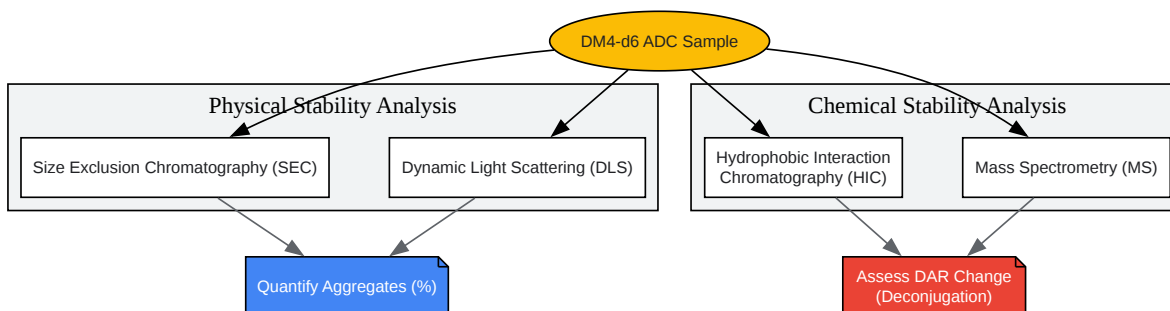 DM4-d6 ADC Sample
Physical Stability Analysis
Chemical Stability Analysis
Size Exclusion Chromatography (SEC)
Dynamic Light Scattering (DLS)
Hydrophobic Interaction
Chromatography (HIC)
Mass Spectrometry (MS)
Quantify Aggregates (%)
Assess DAR Change
(Deconjugation)